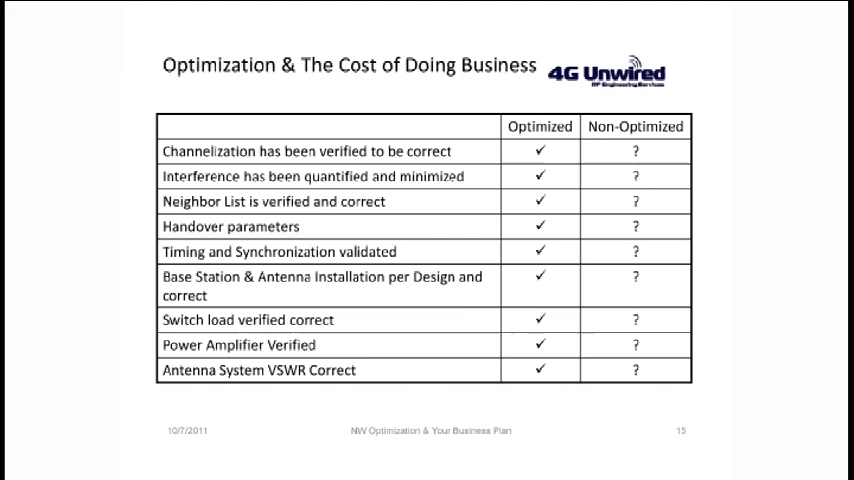 Optimization & The Cost of Doing Business
4G Unwired
RF Engineering Services
Optimized Non-Optimized
Channelization has been verified to be correct ✓ ?
Interference has been quantified and minimized ✓ ?
Neighbor List is verified and correct ✓ ?
Handover parameters ✓ ?
Timing and Synchronization validated ✓ ?
Base Station & Antenna Installation per Design and ✓ ?
correct
Switch load verified correct ✓ ?
Power Amplifier Verified ✓ ?
Antenna System VSWR Correct ✓ ?
10/7/2011 NW Optimization & Your Business Plan 15